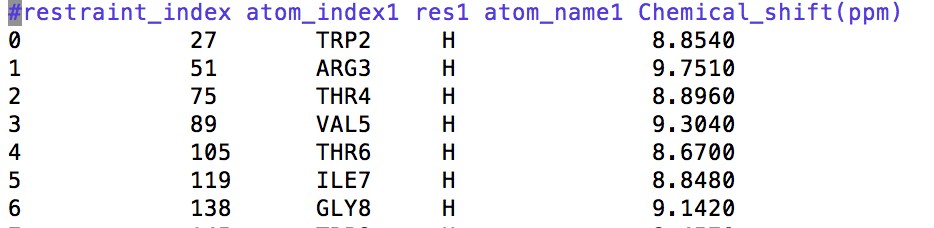 #restraint_index atom_index1 res1 atom_name1 Chemical_shift(ppm)
0 27 TRP2 H 8.8540
1 51 ARG3 H 9.7510
2 75 THR4 H 8.8960
3 89 VAL5 H 9.3040
4 105 THR6 H 8.6700
5 119 ILE7 H 8.8480
6 138 GLY8 H 9.1420